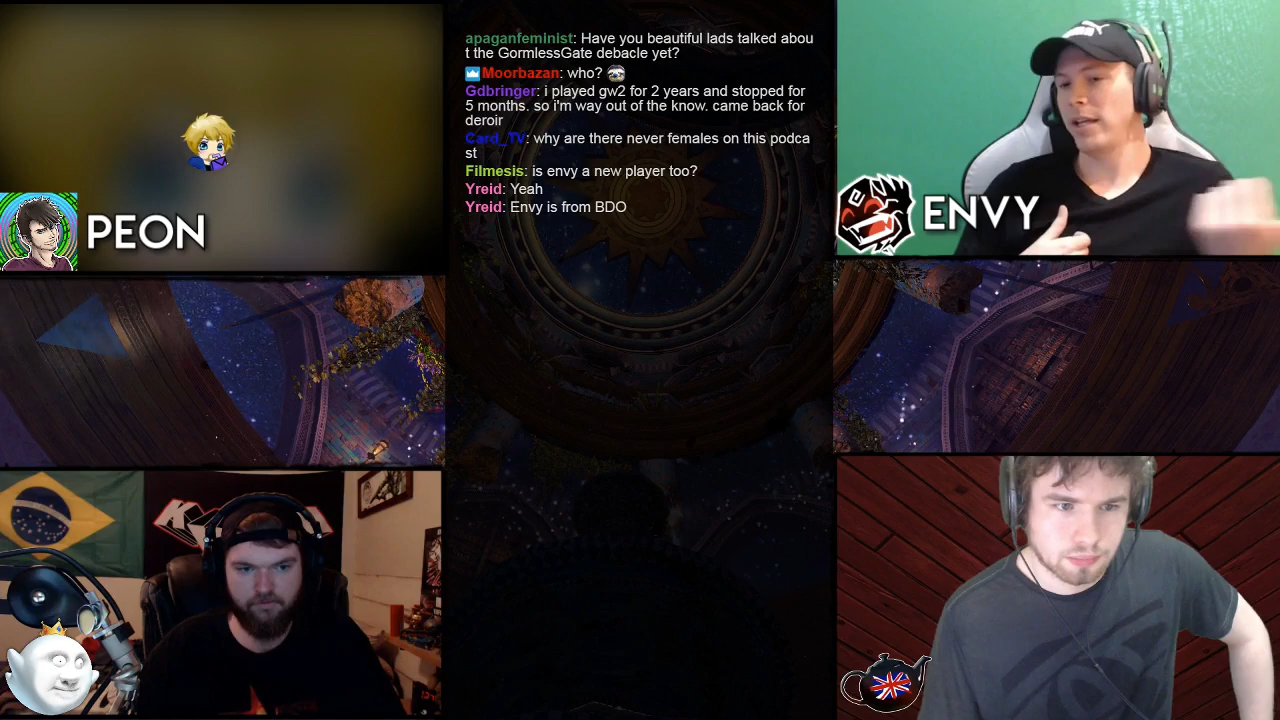 apaganfeminist: Have you beautiful lads talked abou
t the GormlessGate debacle yet?
Moorbazan: who?
Gdbringer: i played gw2 for 2 years and stopped for
5 months. so i'm way out of the know. came back for
deroir
Card_TV: why are there never females on this podca
st
Filmesis: is envy a new player too?
Yreid: Yeah
Yreid: Envy is from BDO
PEON
ENVY